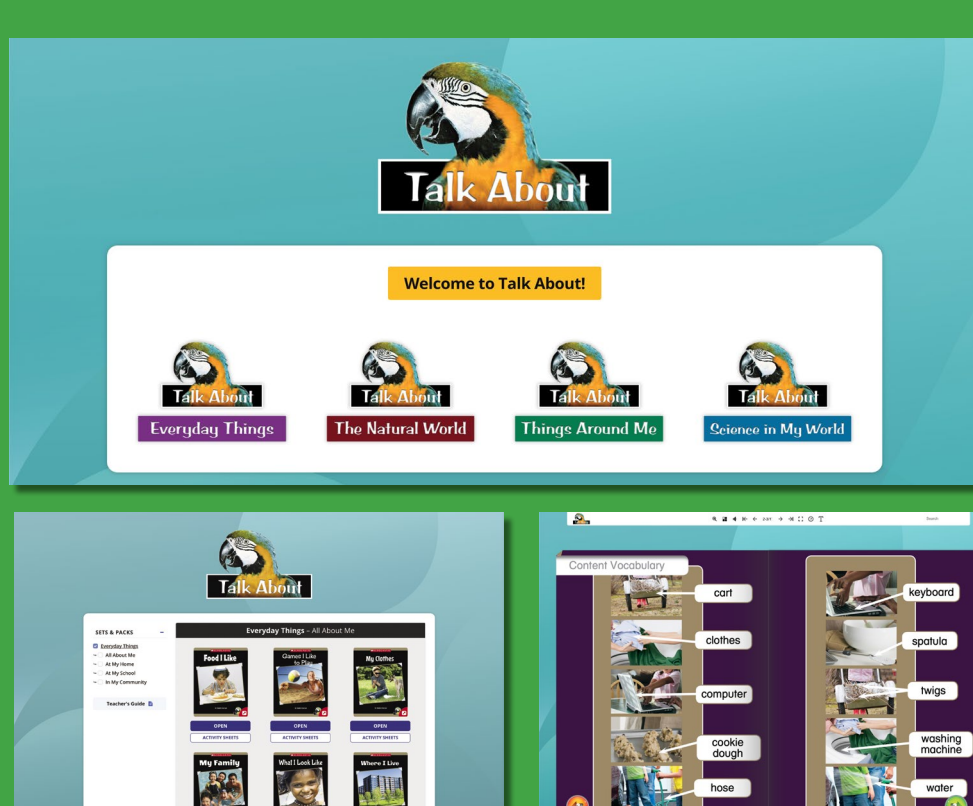 Talk About
Welcome to Talk About!
Talk About
Everyday Things
Talk About
The Natural World
Talk About
Things Around Me
Talk About
Science in My World
Talk About
SETS & PACKS
Everyday Things
All About Me
At My Home
At My School
In My Community
Teacher's Guide
Everyday Things – All About Me
Food I Like
Games I Like
to Play
My Clothes
OPEN
OPEN
OPEN
ACTIVITY SHEETS
ACTIVITY SHEETS
ACTIVITY SHEETS
My Family
What I Look Like
Where I Live
Search
Content Vocabulary
cart
clothes
computer
cookie
dough
hose
keyboard
spatula
twigs
washing
machine
water